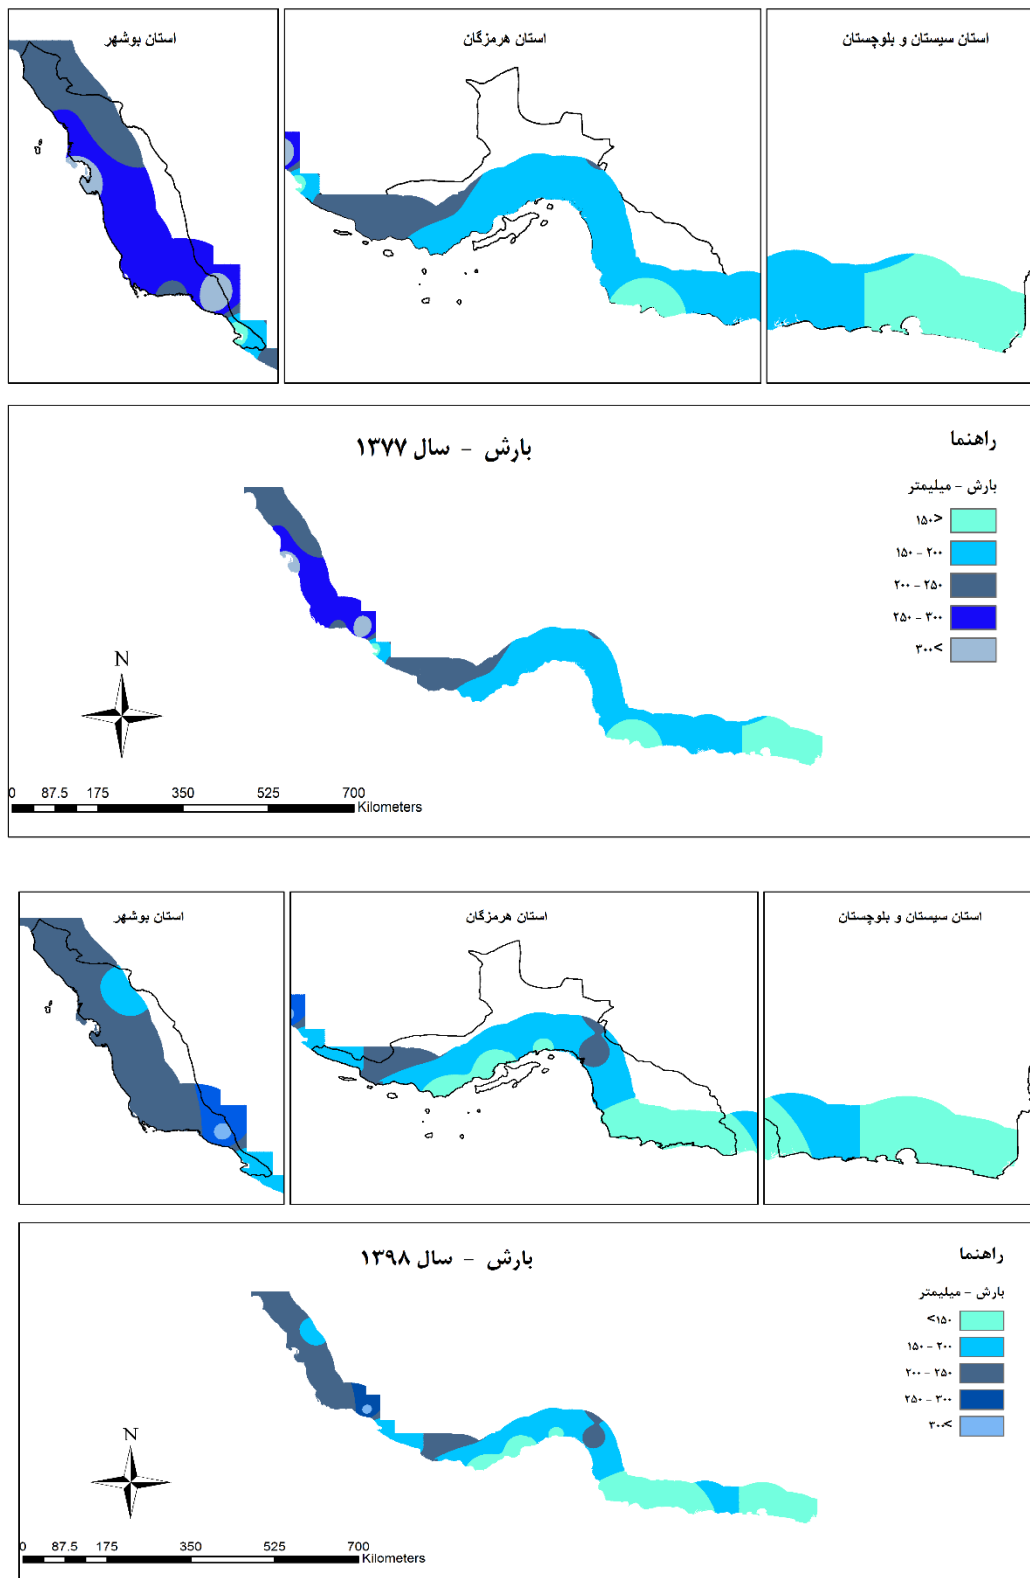 استان بوشهر
استان هرمزگان
استان سیستان و بلوچستان
بارش - سال ۱۳۷۷
راهنما
بارش - میلیمتر
۱۵۰>
۱۵۰ - ۲۰۰
۲۰۰ - ۲۵۰
۲۵۰ - ۳۰۰
۳۰۰<
N
0 87.5 175 350 525 700
Kilometers
استان بوشهر
استان هرمزگان
استان سیستان و بلوچستان
بارش - سال ۱۳۹۸
راهنما
بارش - میلیمتر
<۱۵۰
۱۵۰ - ۲۰۰
۲۰۰ - ۲۵۰
۲۵۰ - ۳۰۰
۳۰۰<
N
0 87.5 175 350 525 700
Kilometers